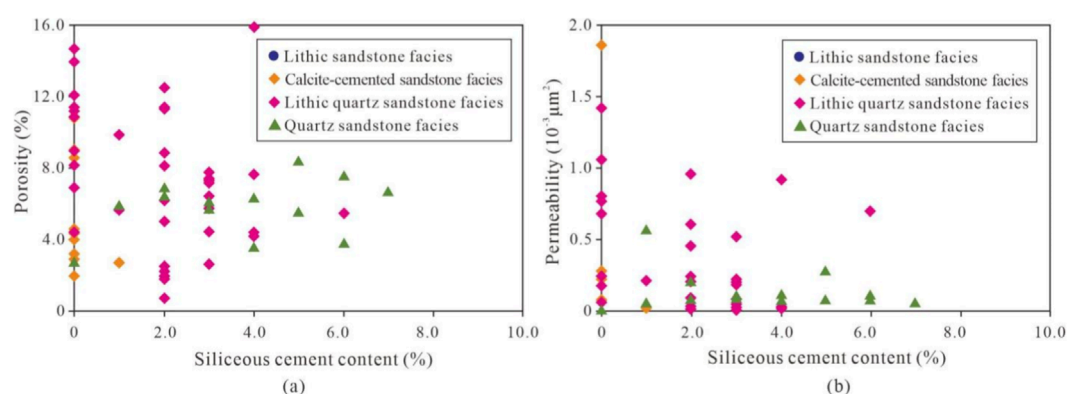 16.0
12.0
8.0
4.0
0
Porosity (%)
Lithic sandstone facies
Calcite-cemented sandstone facies
Lithic quartz sandstone facies
Quartz sandstone facies
0 2.0 4.0 6.0 8.0 10.0
Siliceous cement content (%)
(a)
2.0
1.5
1.0
0.5
0
Permeability (10⁻³μm²)
Lithic sandstone facies
Calcite-cemented sandstone facies
Lithic quartz sandstone facies
Quartz sandstone facies
0 2.0 4.0 6.0 8.0 10.0
Siliceous cement content (%)
(b)